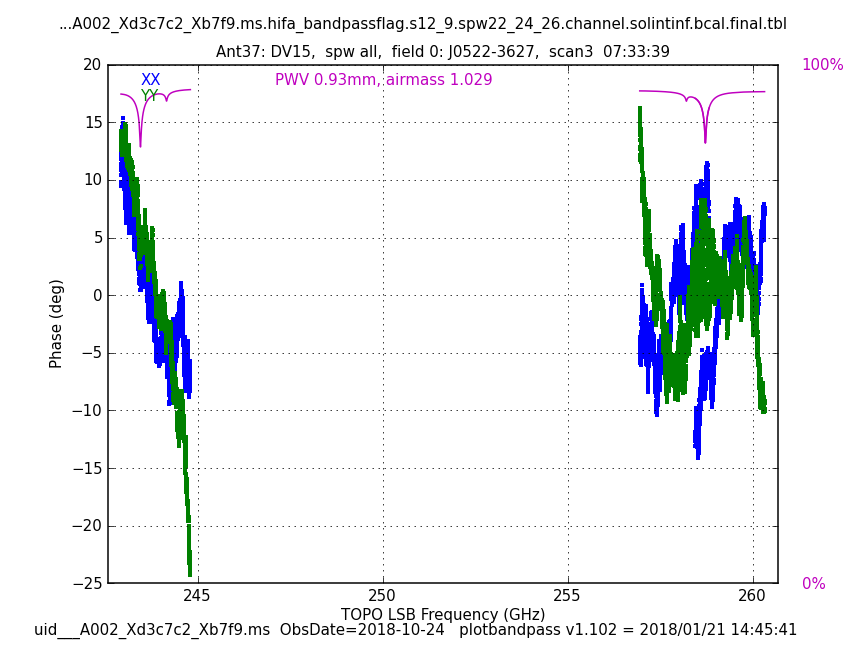 ...A002_Xd3c7c2_Xb7f9.ms.hifa_bandpassflag.s12_9.spw22_24_26.channel.solintinf.bcal.final.tbl
Ant37: DV15,  spw all,  field 0: J0522-3627,  scan3  07:33:39
XX
YY
PWV 0.93mm, airmass 1.029
100%
0%
20
15
10
5
0
−5
−10
−15
−20
−25
Phase (deg)
245
250
255
260
TOPO LSB Frequency (GHz)
uid___A002_Xd3c7c2_Xb7f9.ms  ObsDate=2018-10-24   plotbandpass v1.102 = 2018/01/21 14:45:41